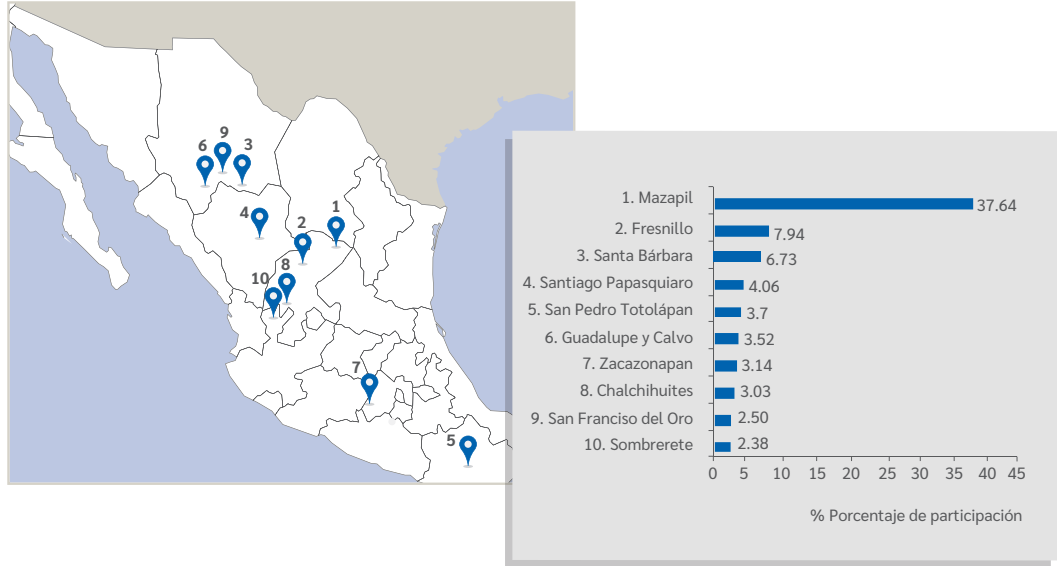 9
6
3
4
2
1
8
10
7
5
1. Mazapil
37.64
2. Fresnillo
7.94
3. Santa Bárbara
6.73
4. Santiago Papasquiaro
4.06
5. San Pedro Totolápan
3.7
6. Guadalupe y Calvo
3.52
7. Zacazonapan
3.14
8. Chalchihuites
3.03
9. San Franciso del Oro
2.50
10. Sombrerete
2.38
0 5 10 15 20 25 30 35 40 45
% Porcentaje de participación